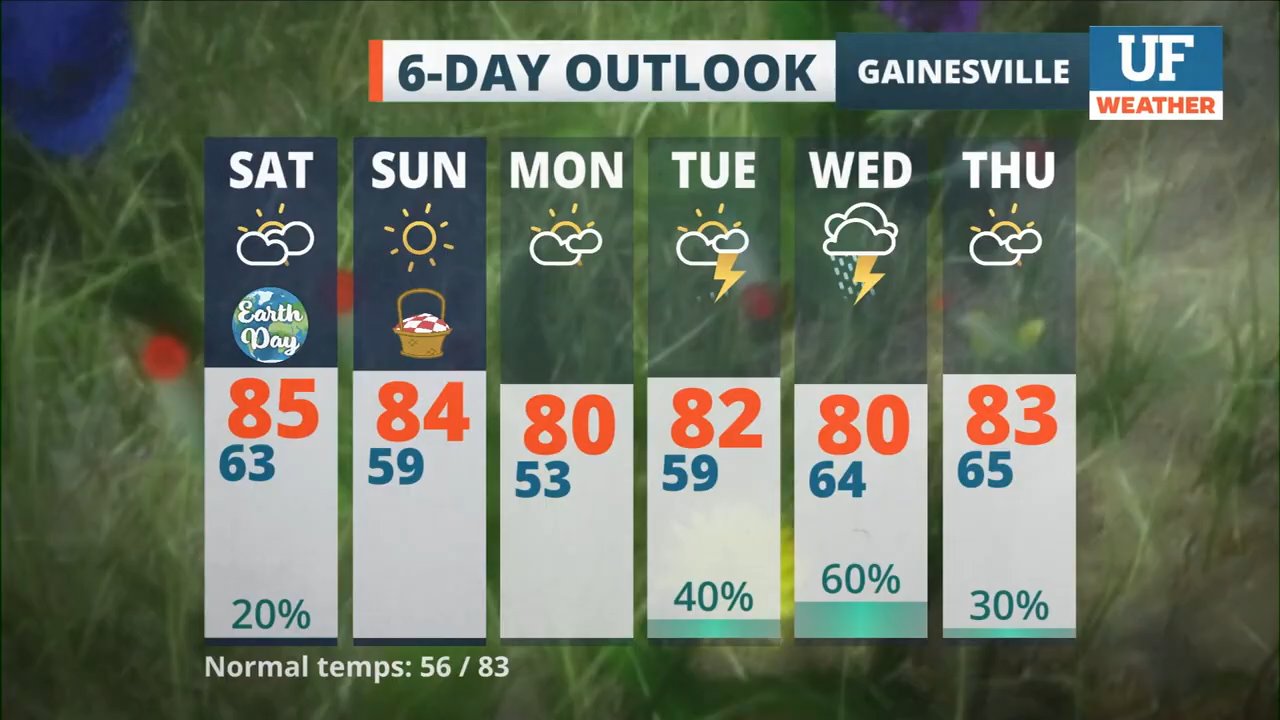 6-DAY OUTLOOK
GAINESVILLE
UF
WEATHER
SAT SUN MON TUE WED THU
Earth
Day
85 84 80 82 80 83
63 59 53 59 64 65
20% 40% 60% 30%
Normal temps: 56 / 83